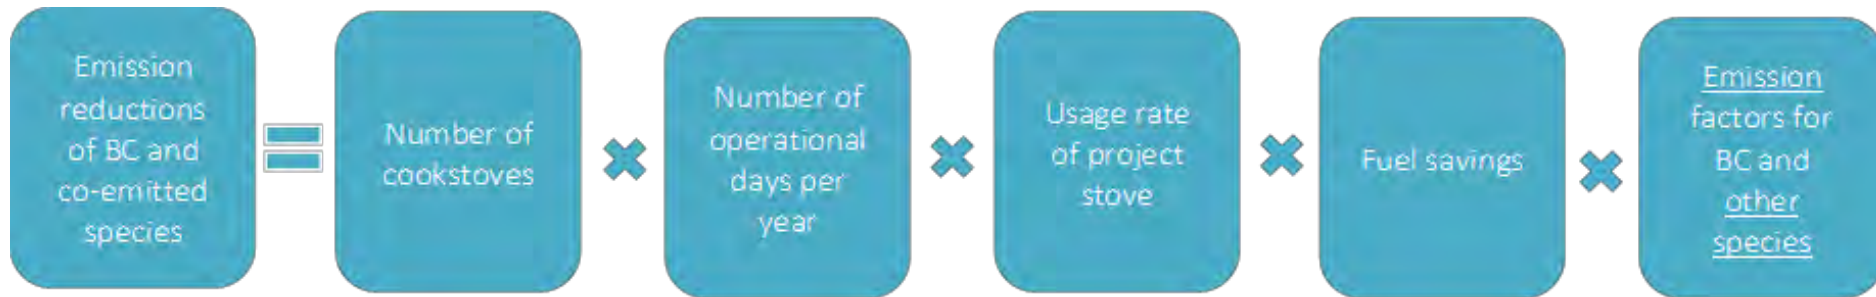 Emission
reductions
of BC and
co-emitted
species
Number of
cookstoves
Number of
operational
days per
year
Usage rate
of project
stove
Fuel savings
Emission
factors for
BC and
other
species